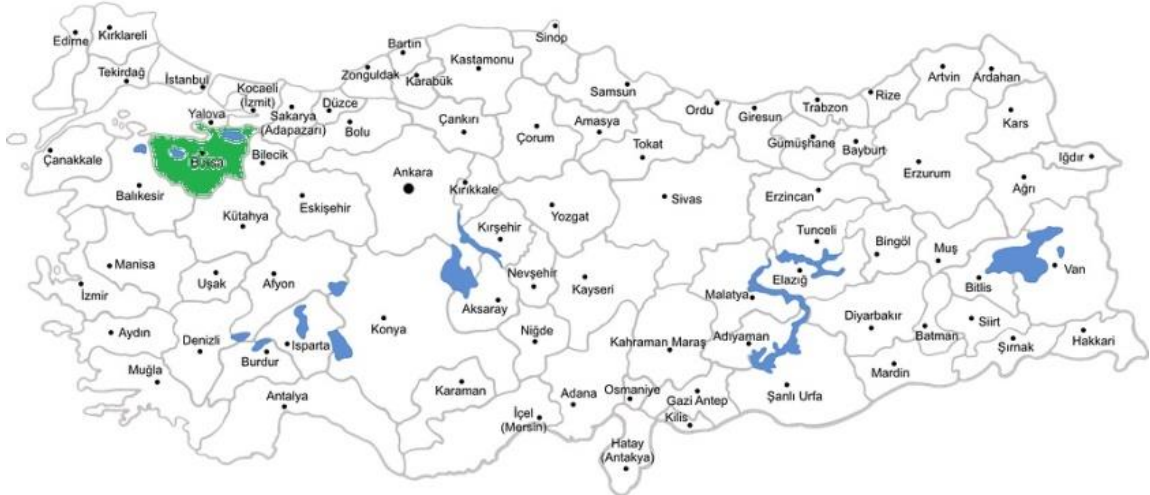 Sinop
Edirne
Kırklareli
Bartın
Kastamonu
Tekirdağ
İstanbul
Zonguldak
Karabük
Samsun
Artvin
Ardahan
Kocaeli
(İzmit)
Yalova
Sakarya
(Adapazarı)
Düzce
Bolu
Çankırı
Çorum
Amasya
Ordu
Giresun
Trabzon
Rize
Kars
Çanakkale
Bursa
Bilecik
Tokat
Gümüşhane
Bayburt
Erzurum
Iğdır
Balıkesir
Eskişehir
Ankara
Kırıkkale
Yozgat
Sivas
Erzincan
Ağrı
Kütahya
Kırşehir
Tunceli
Bingöl
Muş
Manisa
Uşak
Afyon
Nevşehir
Kayseri
Elazığ
Bitlis
Van
İzmir
Aksaray
Malatya
Aydın
Denizli
Konya
Niğde
Kahraman Maraş
Adıyaman
Diyarbakır
Batman
Siirt
Şırnak
Hakkari
Muğla
Burdur
Isparta
Mardin
Antalya
Karaman
Adana
Osmaniye
Gazi Antep
Şanlı Urfa
İçel
(Mersin)
Kilis
Hatay
(Antakya)